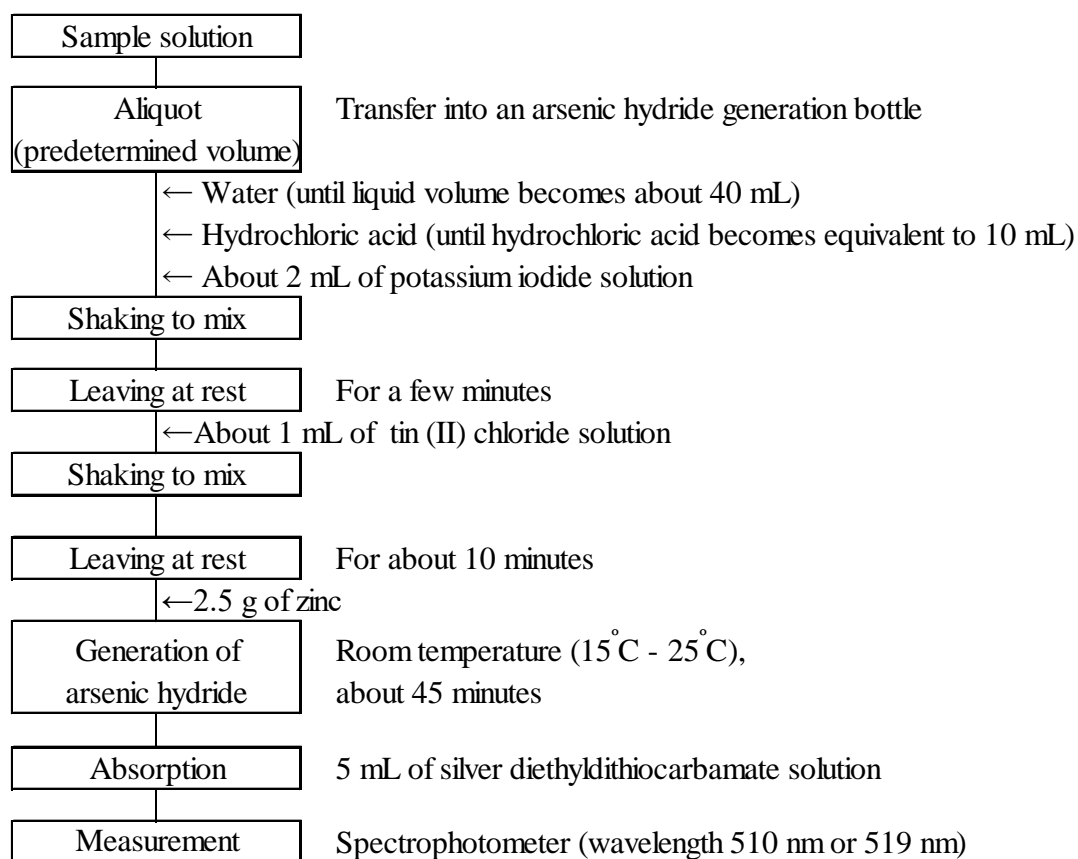 Sample solution
Aliquot
(predetermined volume)
Transfer into an arsenic hydride generation bottle
← Water (until liquid volume becomes about 40 mL)
← Hydrochloric acid (until hydrochloric acid becomes equivalent to 10 mL)
← About 2 mL of potassium iodide solution
Shaking to mix
Leaving at rest
For a few minutes
←About 1 mL of tin (II) chloride solution
Shaking to mix
Leaving at rest
For about 10 minutes
←2.5 g of zinc
Generation of
arsenic hydride
Room temperature (15°C - 25°C),
about 45 minutes
Absorption
5 mL of silver diethyldithiocarbamate solution
Measurement
Spectrophotometer (wavelength 510 nm or 519 nm)